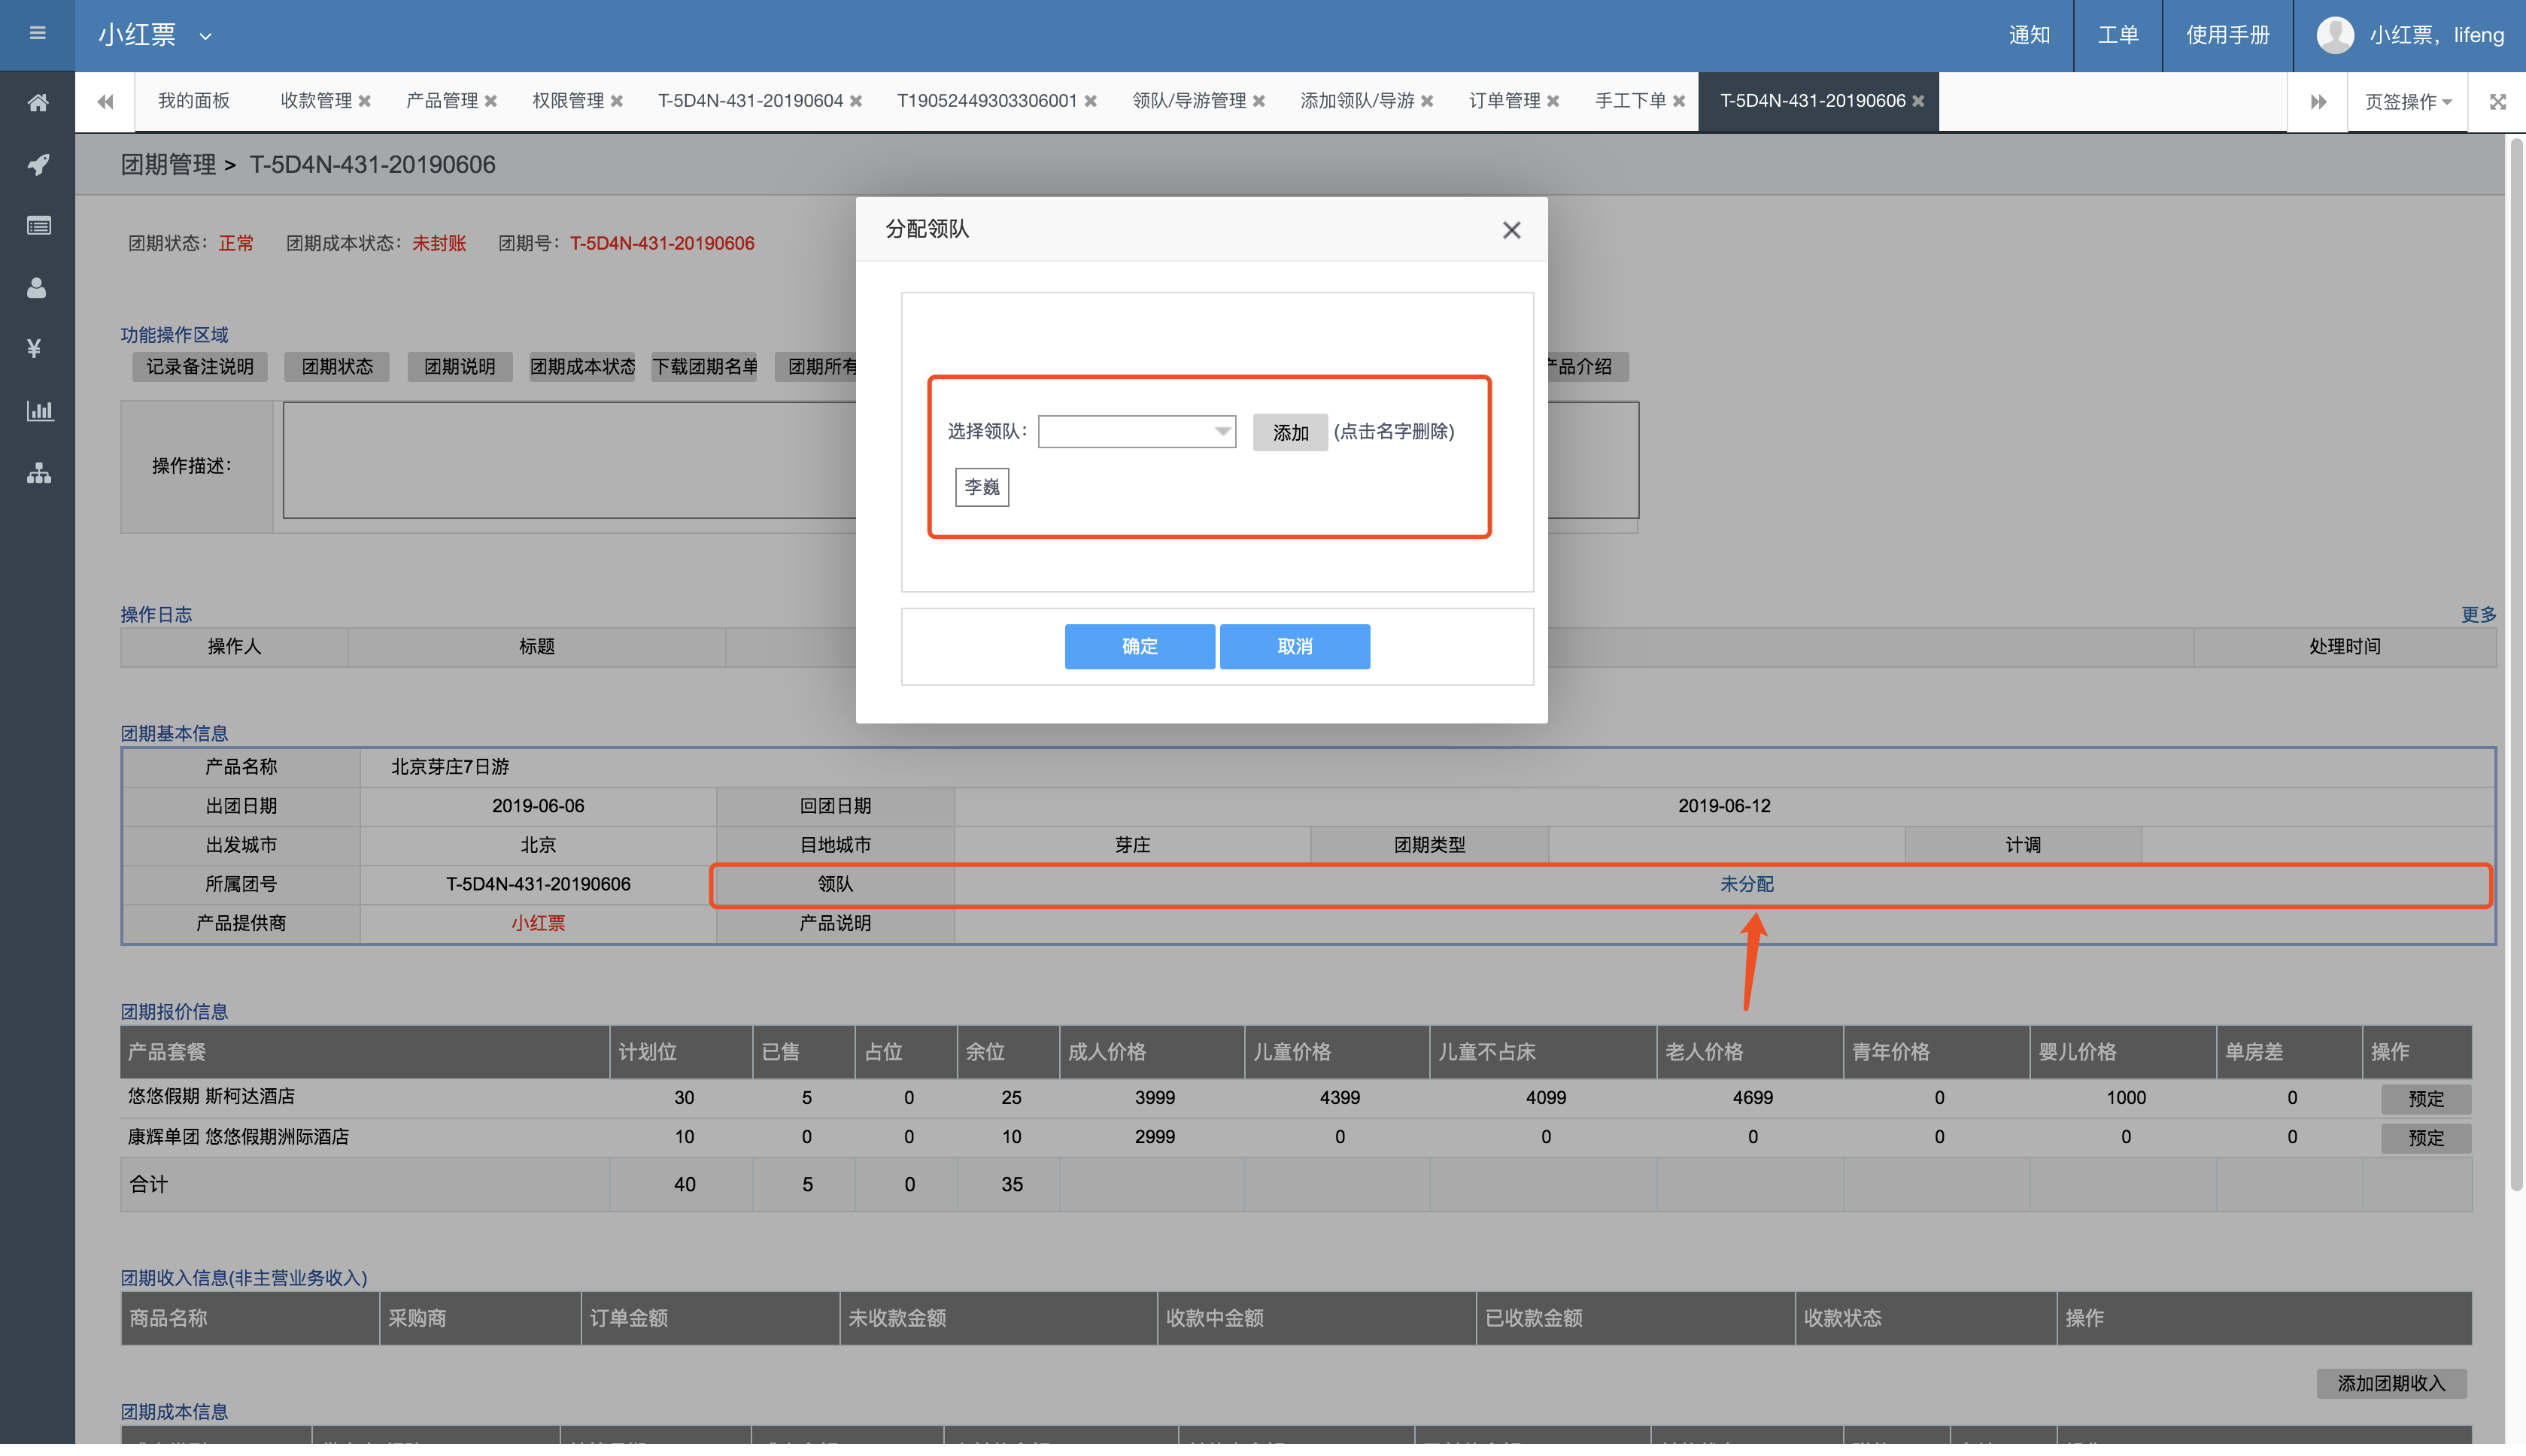 小红票
通知 工单 使用手册 小红票，lifeng
我的面板 收款管理 产品管理 权限管理 T-5D4N-431-20190604 T19052449303306001 领队/导游管理 添加领队/导游 订单管理 手工下单 T-5D4N-431-20190606 页签操作
团期管理 > T-5D4N-431-20190606
分配领队
团期状态：正常 团期成本状态：未封账 团期号：T-5D4N-431-20190606
功能操作区域
记录备注说明 团期状态 团期说明 团期成本状态 下载团期名单 团期所有 产品介绍
选择领队： 添加 (点击名字删除)
操作描述：
李巍
操作日志 更多
操作人 标题 处理时间
确定 取消
团期基本信息
产品名称 北京芽庄7日游
出团日期 2019-06-06 回团日期 2019-06-12
出发城市 北京 目地城市 芽庄 团期类型 计调
所属团号 T-5D4N-431-20190606 领队 未分配
产品提供商 小红票 产品说明
团期报价信息
产品套餐 计划位 已售 占位 余位 成人价格 儿童价格 儿童不占床 老人价格 青年价格 婴儿价格 单房差 操作
悠悠假期 斯柯达酒店 30 5 0 25 3999 4399 4099 4699 0 1000 0 预定
康辉单团 悠悠假期洲际酒店 10 0 0 10 2999 0 0 0 0 0 0 预定
合计 40 5 0 35
团期收入信息(非主营业务收入)
商品名称 采购商 订单金额 未收款金额 收款中金额 已收款金额 收款状态 操作
添加团期收入
团期成本信息